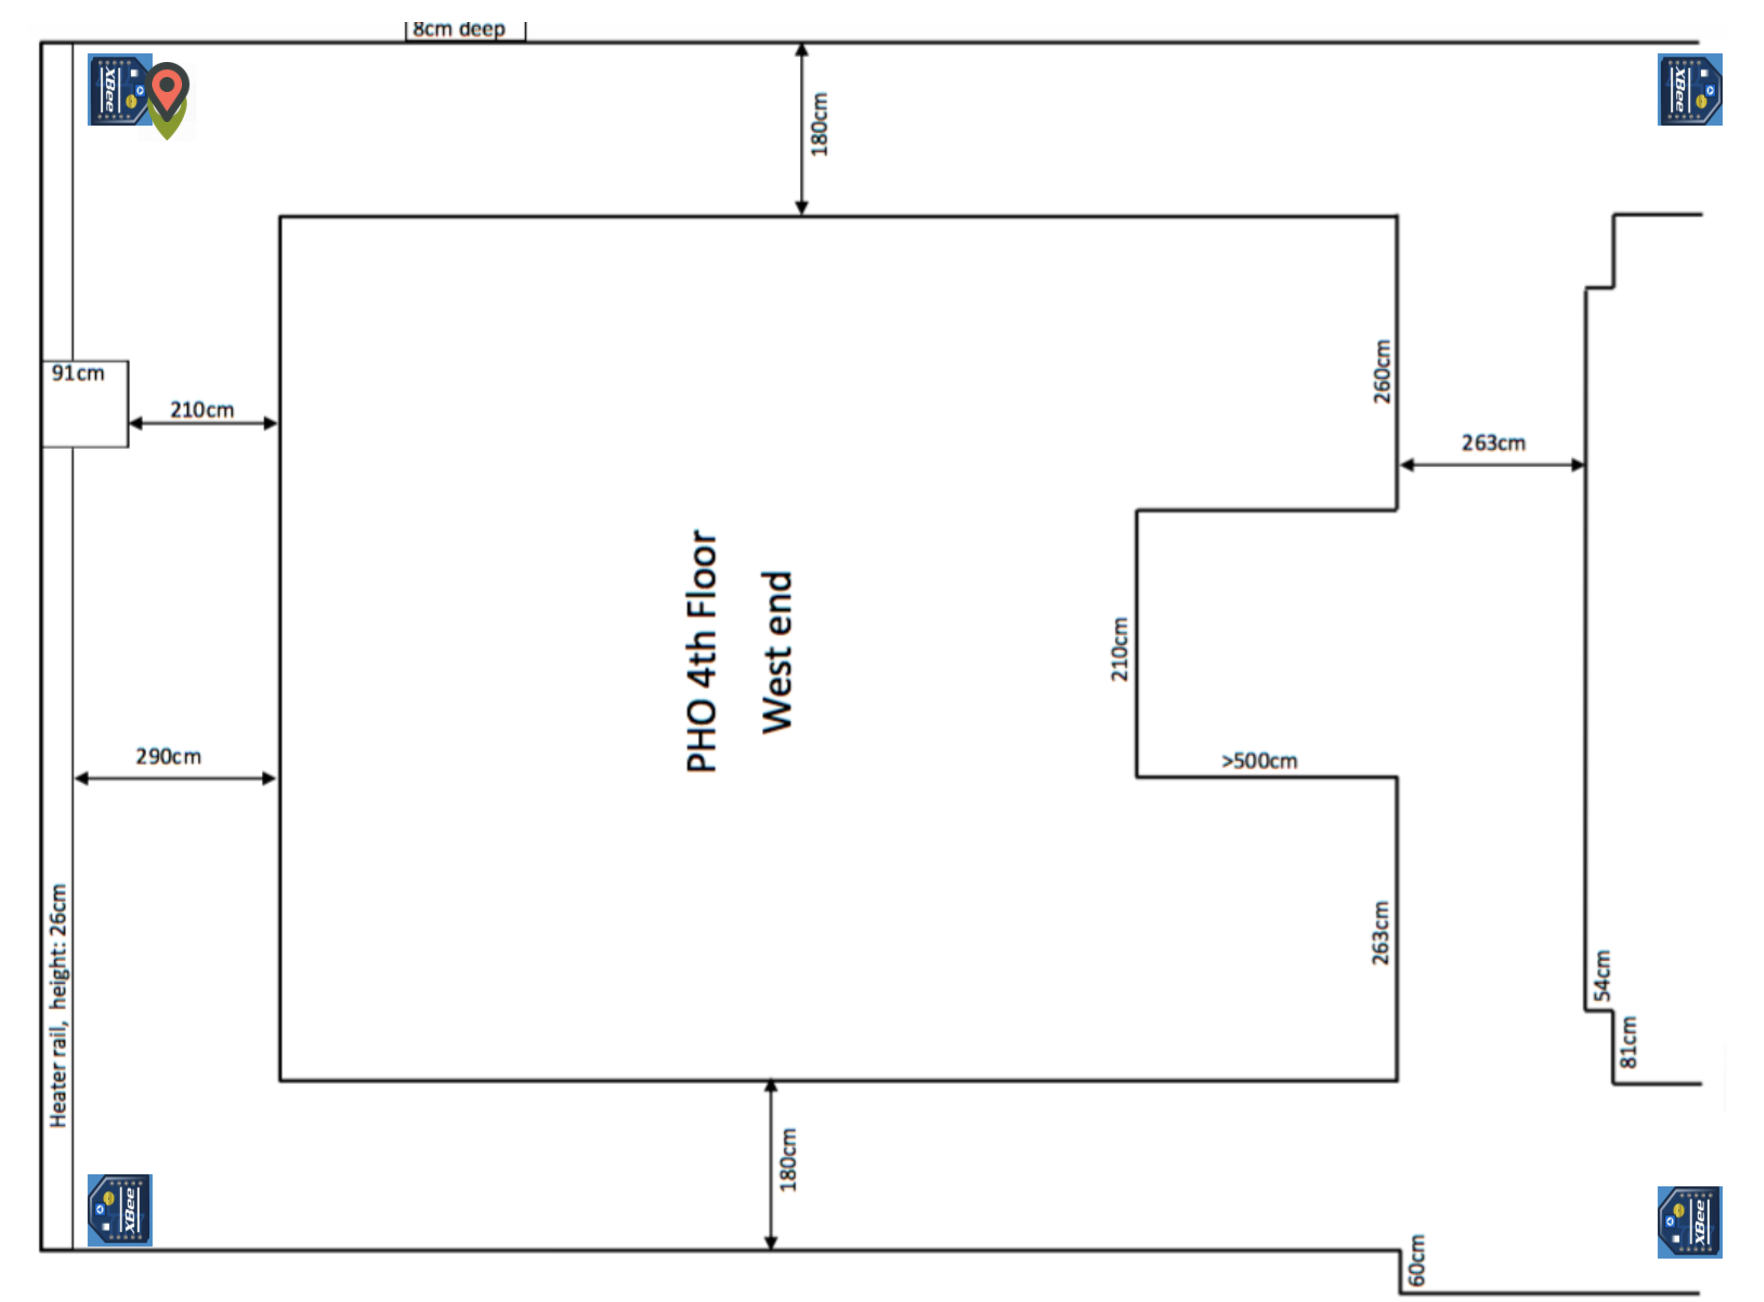 8cm deep
XBee
XBee
180cm
91cm
210cm
260cm
263cm
PHO 4th Floor
West end
210cm
290cm
>500cm
Heater rail, height: 26cm
263cm
54cm
81cm
180cm
XBee
XBee
60cm